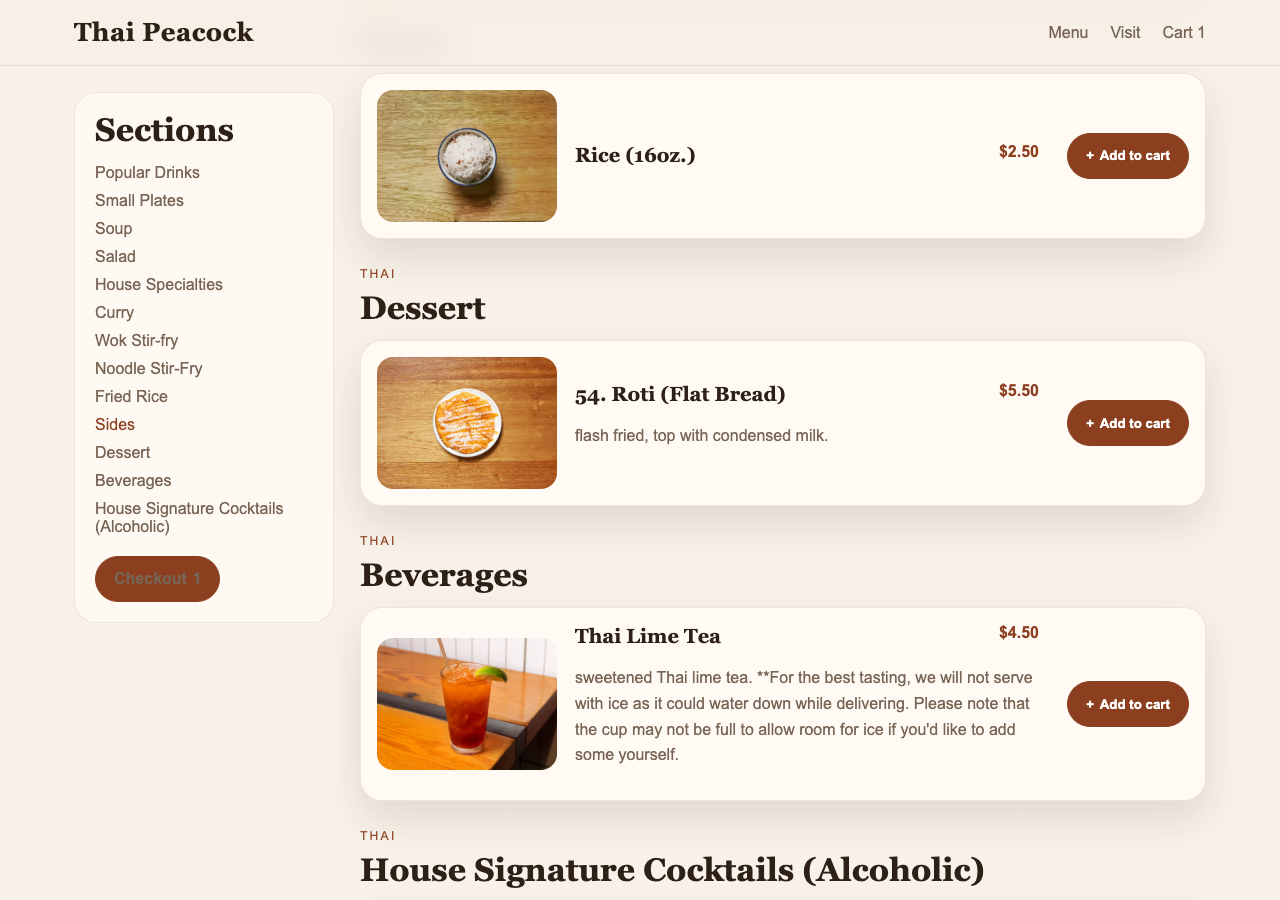 Thai Peacock
Menu
Visit
Cart 1
Sections
Popular Drinks
Small Plates
Soup
Salad
House Specialties
Curry
Wok Stir-fry
Noodle Stir-Fry
Fried Rice
Sides
Dessert
Beverages
House Signature Cocktails
(Alcoholic)
Checkout 1
Rice (16oz.)
$2.50
+ Add to cart
THAI
Dessert
54. Roti (Flat Bread)
$5.50
flash fried, top with condensed milk.
+ Add to cart
THAI
Beverages
Thai Lime Tea
$4.50
sweetened Thai lime tea. **For the best tasting, we will not serve
with ice as it could water down while delivering. Please note that
the cup may not be full to allow room for ice if you'd like to add
some yourself.
+ Add to cart
THAI
House Signature Cocktails (Alcoholic)